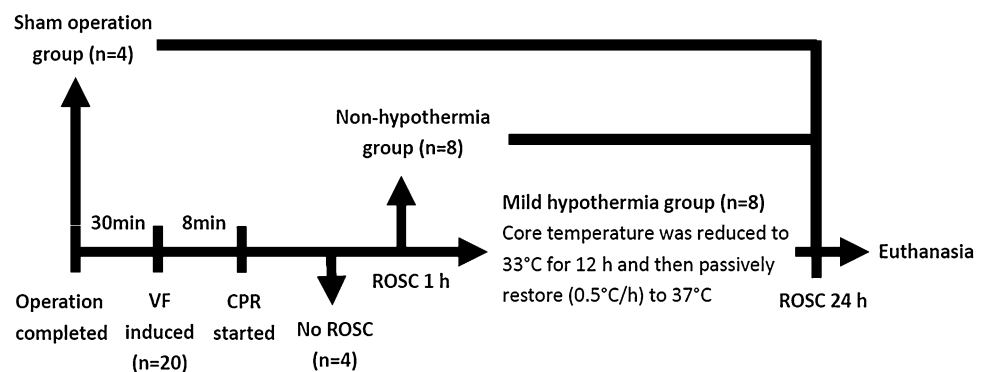 Sham operation
group (n=4)
Non-hypothermia
group (n=8)
30min
8min
Mild hypothermia group (n=8)
Core temperature was reduced to
33°C for 12 h and then passively
restore (0.5°C/h) to 37°C
Euthanasia
ROSC 1 h
ROSC 24 h
Operation
completed
VF
induced
(n=20)
CPR
started
No ROSC
(n=4)